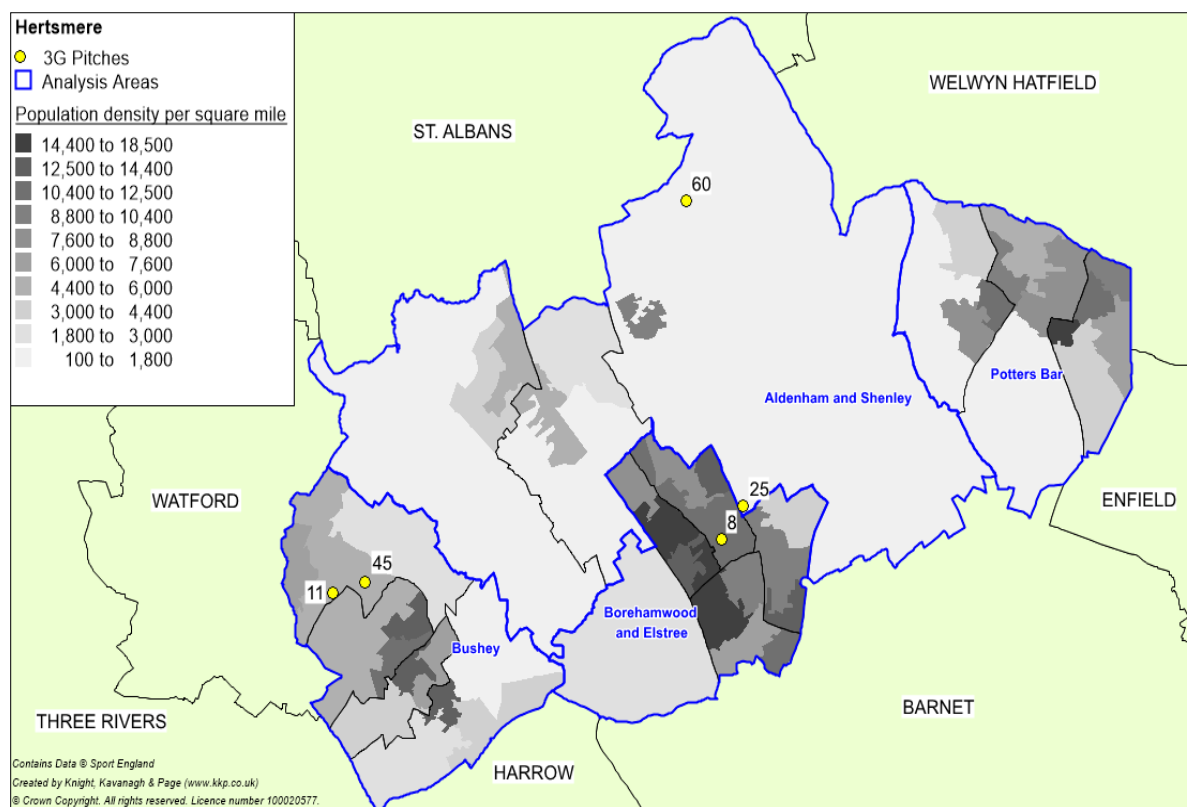 Hertsmere
3G Pitches
Analysis Areas
Population density per square mile
14,400 to 18,500
12,500 to 14,400
10,400 to 12,500
8,800 to 10,400
7,600 to 8,800
6,000 to 7,600
4,400 to 6,000
3,000 to 4,400
1,800 to 3,000
100 to 1,800
WELWYN HATFIELD
ST. ALBANS
60
Potters Bar
Aldenham and Shenley
WATFORD
25
ENFIELD
8
45
11
Borehamwood
and Elstree
Bushey
BARNET
THREE RIVERS
HARROW
Contains Data © Sport England
Created by Knight, Kavanagh & Page (www.kkp.co.uk)
© Crown Copyright. All rights reserved. Licence number 100020577.